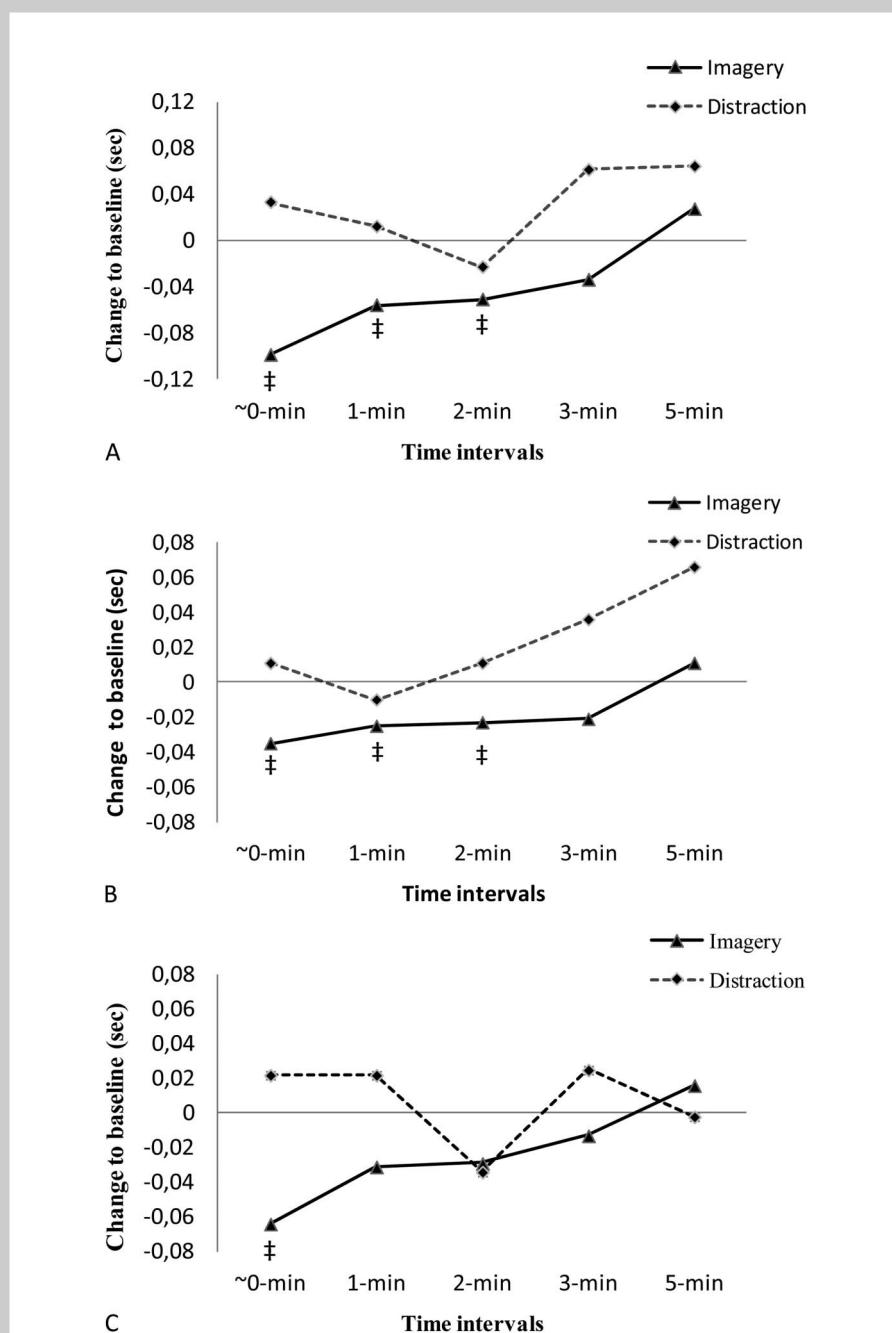 Imagery
Distraction
Change to baseline (sec)
0,12
0,08
0,04
0
-0,04
-0,08
-0,12
‡
‡
‡
~0-min 1-min 2-min 3-min 5-min
A
Time intervals
Imagery
Distraction
Change to baseline (sec)
0,08
0,06
0,04
0,02
0
-0,02
-0,04
-0,06
-0,08
‡
‡
‡
~0-min 1-min 2-min 3-min 5-min
B
Time intervals
Imagery
Distraction
Change to baseline (sec)
0,08
0,06
0,04
0,02
0
-0,02
-0,04
-0,06
-0,08
‡
~0-min 1-min 2-min 3-min 5-min
C
Time intervals